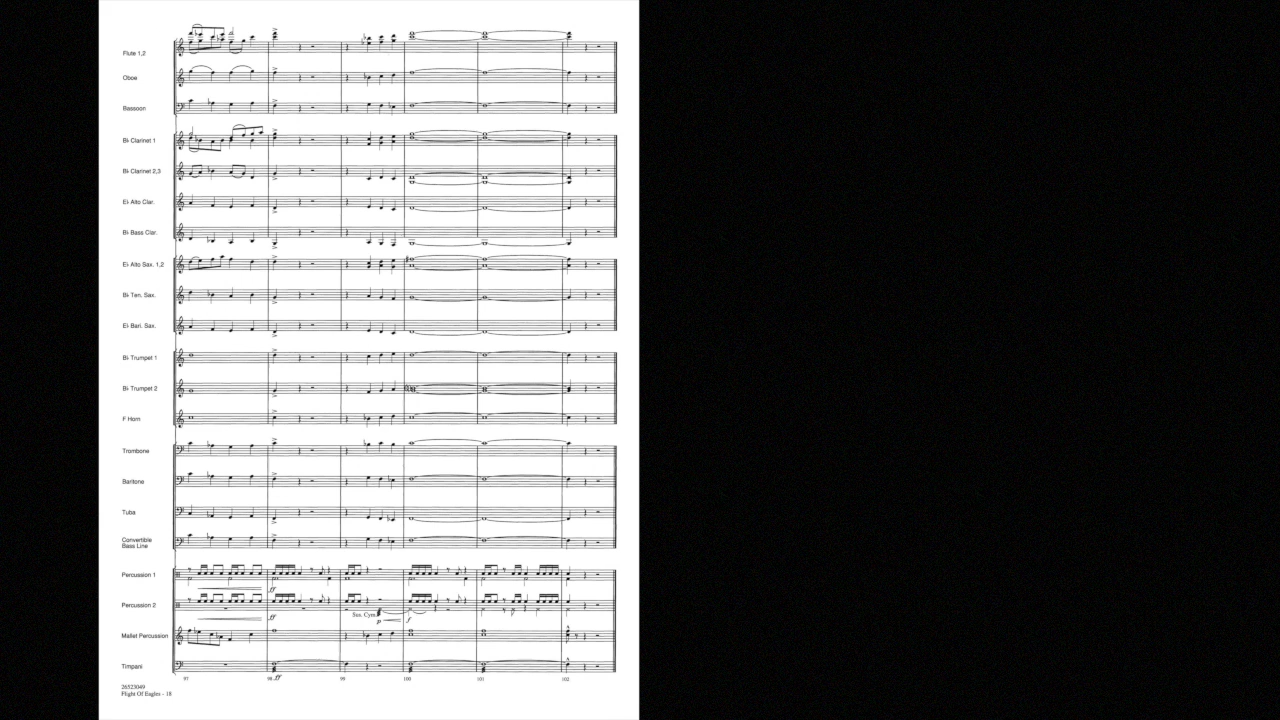 Flute 1,2
Oboe
Bassoon
B♭ Clarinet 1
B♭ Clarinet 2,3
E♭ Alto Clar.
B♭ Bass Clar.
E♭ Alto Sax. 1,2
B♭ Ten. Sax.
E♭ Bari. Sax.
B♭ Trumpet 1
B♭ Trumpet 2
F Horn
Trombone
Baritone
Tuba
Convertible
Bass Line
Percussion 1
ff
Percussion 2
Sus. Cym.
ff p f
Mallet Percussion
Timpani
97 98 ff 99 100 101 102
26523049
Flight Of Eagles - 18